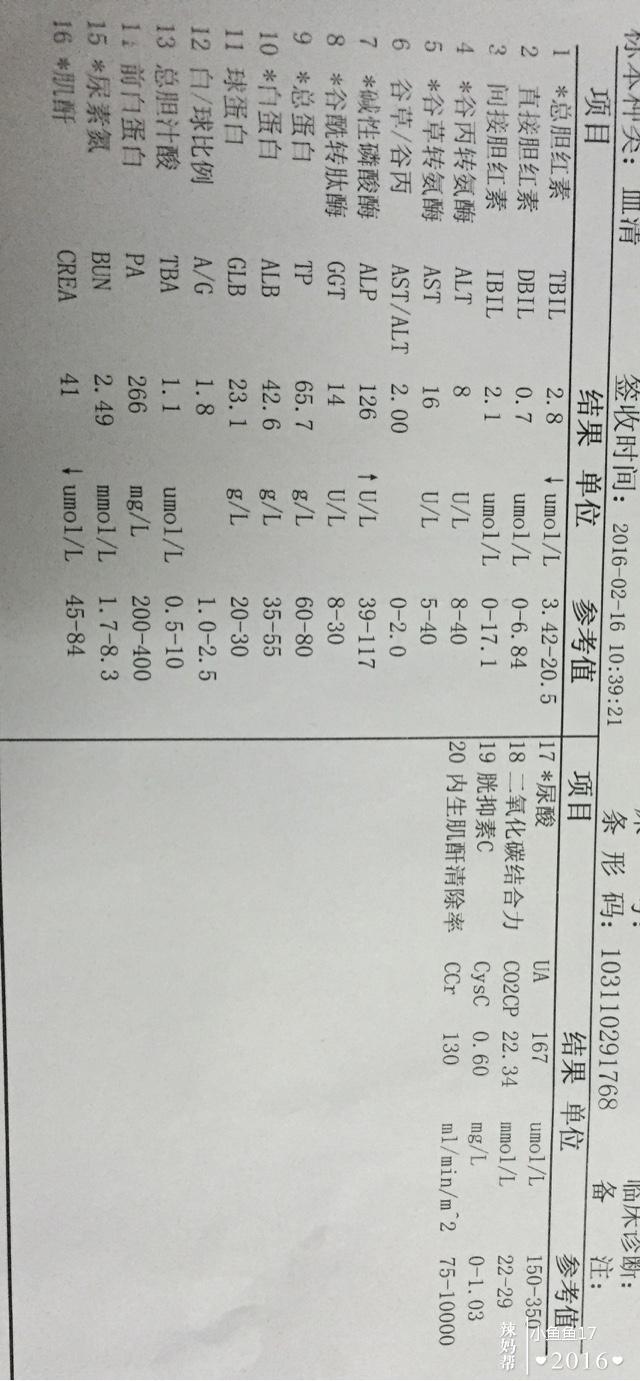 标本种类：血清
签收时间：2016-02-16 10:39:21
条 形 码：103110291768
临床诊断：
备 注：
项目 结果 单位 参考值
1 *总胆红素 TBIL 2.8 ↓ umol/L 3.42-20.5
2 直接胆红素 DBIL 0.7 umol/L 0-6.84
3 间接胆红素 IBIL 2.1 umol/L 0-17.1
4 *谷丙转氨酶 ALT 8 U/L 8-40
5 *谷草转氨酶 AST 16 U/L 5-40
6 谷草/谷丙 AST/ALT 2.00 0-2.0
7 *碱性磷酸酶 ALP 126 ↑ U/L 39-117
8 *谷酰转肽酶 GGT 14 U/L 8-30
9 *总蛋白 TP 65.7 g/L 60-80
10 *白蛋白 ALB 42.6 g/L 35-55
11 球蛋白 GLB 23.1 g/L 20-30
12 白/球比例 A/G 1.8 1.0-2.5
13 总胆汁酸 TBA 1.1 umol/L 0.5-10
14 前白蛋白 PA 266 mg/L 200-400
15 *尿素氮 BUN 2.49 mmol/L 1.7-8.3
16 *肌酐 CREA 41 ↓ umol/L 45-84
项目 结果 单位 参考值
17 *尿酸 UA 167 umol/L 150-350
18 二氧化碳结合力 CO2CP 22.34 mmol/L 22-29
19 胱抑素C CysC 0.60 mg/L 0-1.03
20 内生肌酐清除率 CCr 130 ml/min/m^2 75-10000
2016